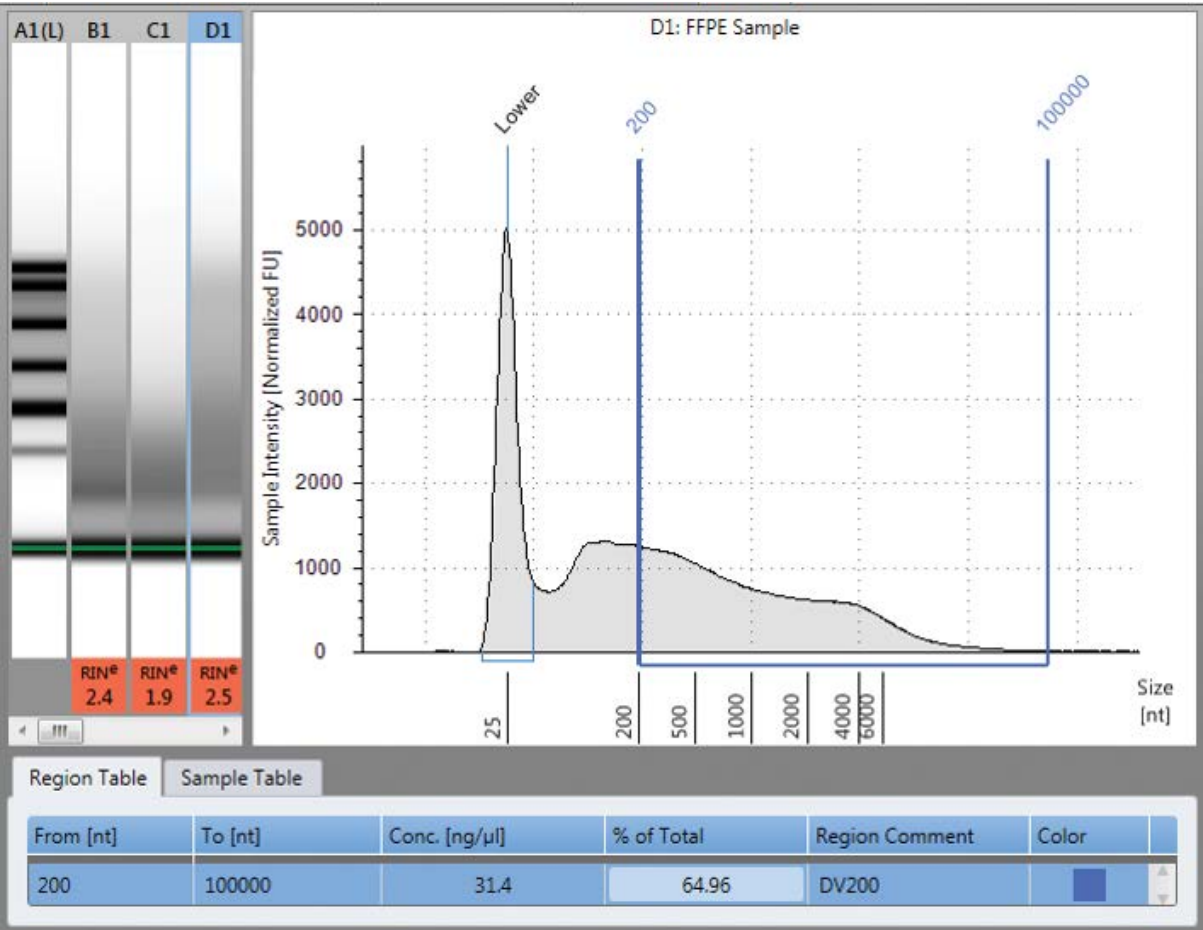 A1(L) B1 C1 D1
D1: FFPE Sample
Lower
200
100000
Sample Intensity [Normalized FU]
5000
4000
3000
2000
1000
0
25
200
500
1000
2000
4000
6000
Size
[nt]
RINe RINe RINe
2.4 1.9 2.5
Region Table Sample Table
From [nt] To [nt] Conc. [ng/µl] % of Total Region Comment Color
200 100000 31.4 64.96 DV200